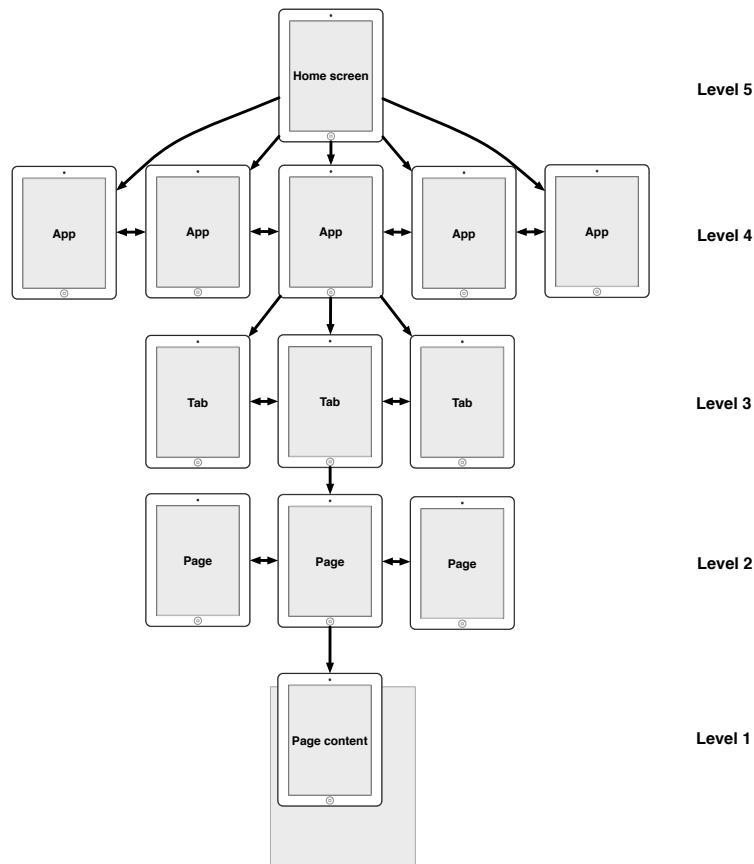 Home screen
Level 5
App
App
App
App
App
Level 4
Tab
Tab
Tab
Level 3
Page
Page
Page
Level 2
Page content
Level 1